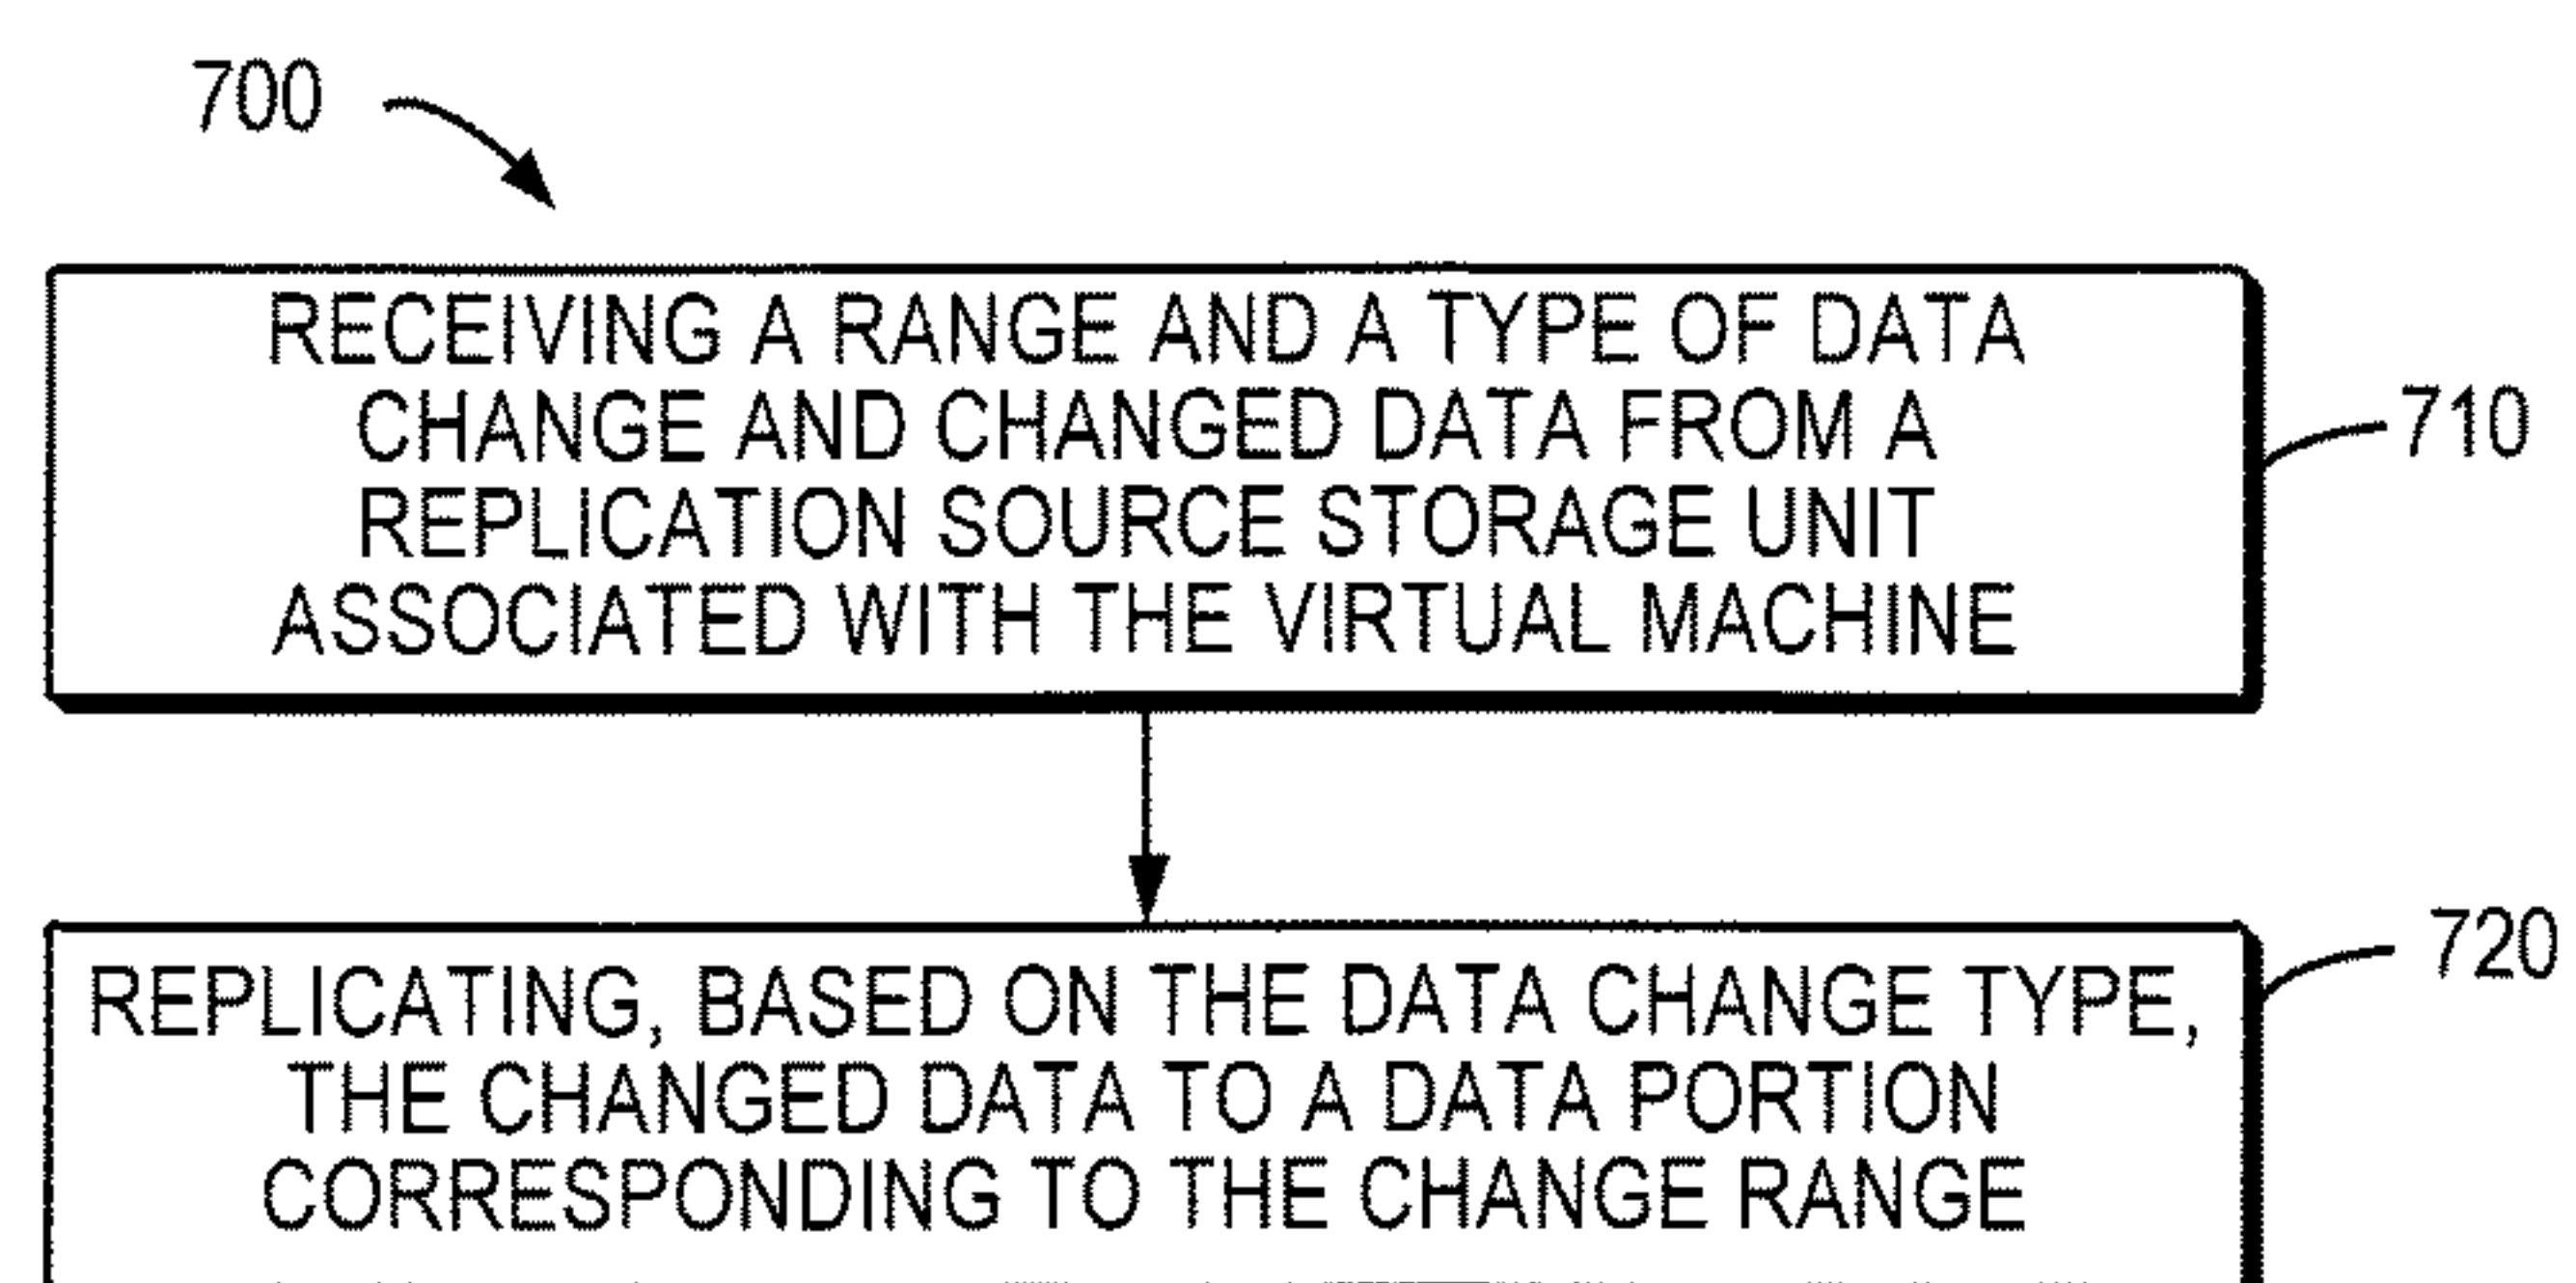 700
RECEIVING A RANGE AND A TYPE OF DATA
CHANGE AND CHANGED DATA FROM A
REPLICATION SOURCE STORAGE UNIT
ASSOCIATED WITH THE VIRTUAL MACHINE
710
REPLICATING, BASED ON THE DATA CHANGE TYPE,
THE CHANGED DATA TO A DATA PORTION
CORRESPONDING TO THE CHANGE RANGE
720